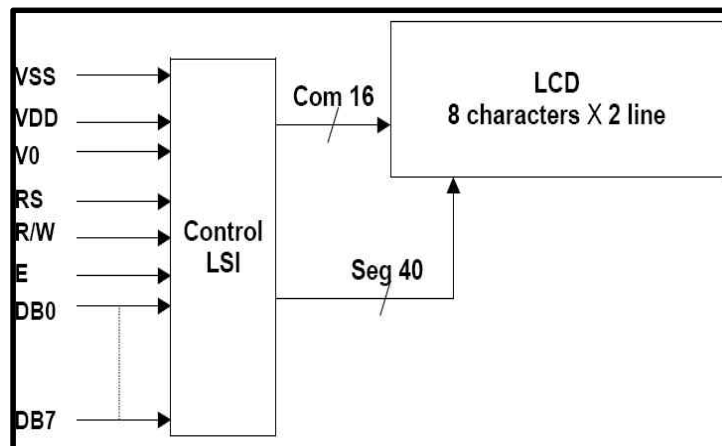 VSS
VDD
V0
RS
R/W
E
DB0
DB7
Control
LSI
Com 16
Seg 40
LCD
8 characters X 2 line